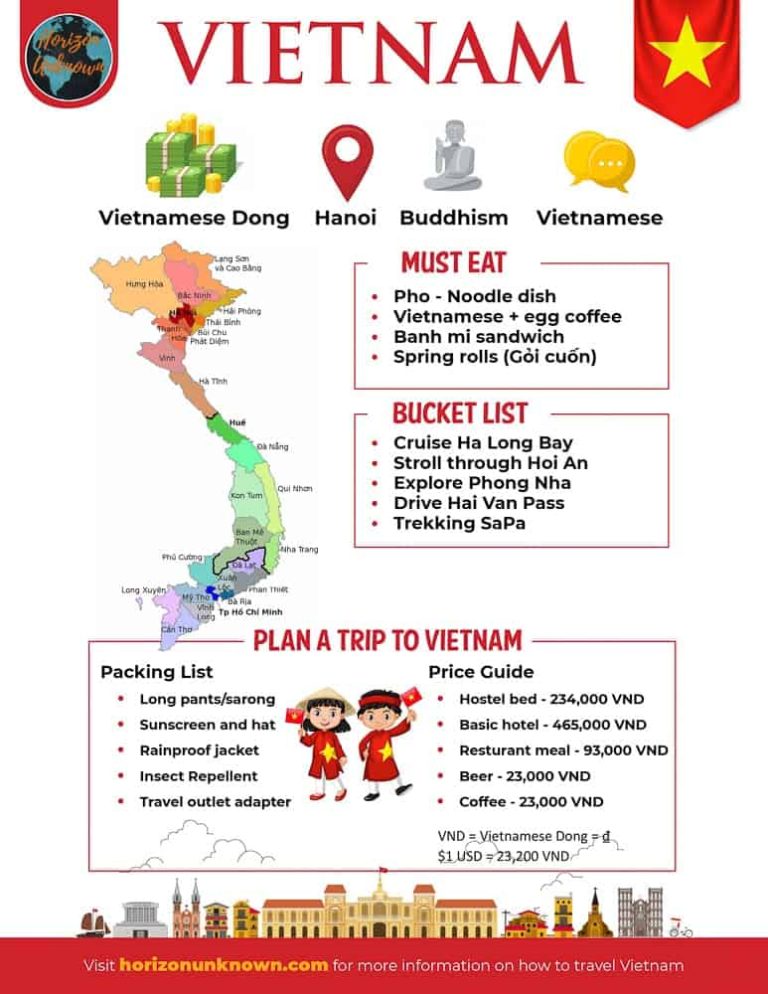 Horizon
Unknown
VIETNAM
Vietnamese Dong
Hanoi
Buddhism
Vietnamese
Lạng Sơn
và Cao Bằng
Hưng Hóa
Bắc Ninh
Hải Phòng
Thái Bình
Bùi Chu
Phát Diệm
Thanh
Hóa
Vinh
Hà Tĩnh
Huế
Đà Nẵng
Qui Nhơn
Kon Tum
Ban Mê
Thuột
Nha Trang
Phú Cường
Đà Lạt
Xuân
Lộc
Phan Thiết
Long Xuyên
Mỹ Tho
Bà Rịa
Vĩnh
Long
Tp Hồ Chí Minh
Cần Thơ
MUST EAT
• Pho - Noodle dish
• Vietnamese + egg coffee
• Banh mi sandwich
• Spring rolls (Gỏi cuốn)
BUCKET LIST
• Cruise Ha Long Bay
• Stroll through Hoi An
• Explore Phong Nha
• Drive Hai Van Pass
• Trekking SaPa
PLAN A TRIP TO VIETNAM
Packing List
• Long pants/sarong
• Sunscreen and hat
• Rainproof jacket
• Insect Repellent
• Travel outlet adapter
Price Guide
• Hostel bed - 234,000 VND
• Basic hotel - 465,000 VND
• Resturant meal - 93,000 VND
• Beer - 23,000 VND
• Coffee - 23,000 VND
VND = Vietnamese Dong = ₫
$1 USD = 23,200 VND
Visit horizonunknown.com for more information on how to travel Vietnam